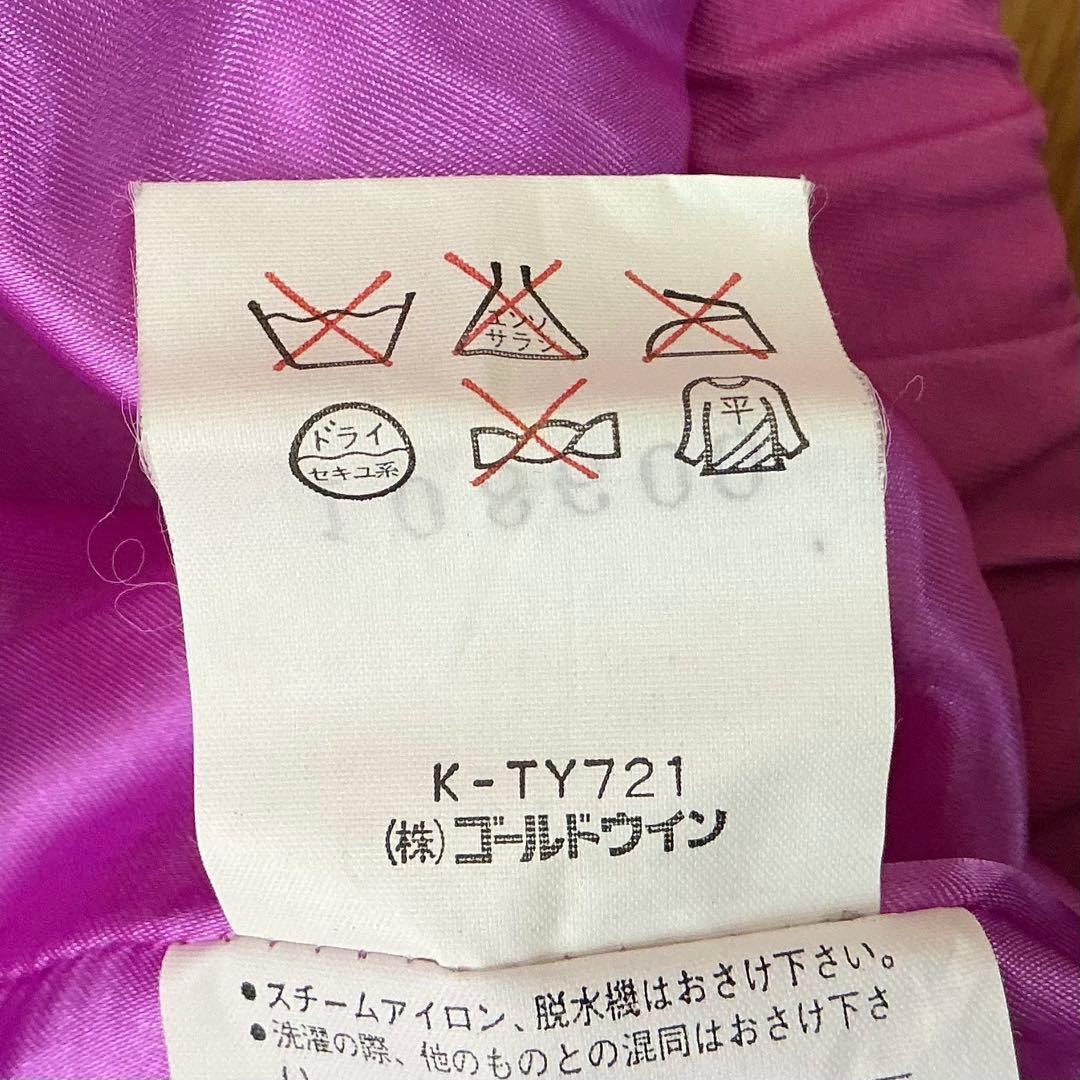 エンソ
サラシ
ドライ
セキユ系
平
K-TY721
(株)ゴールドウイン
•スチームアイロン、脱水機はおさけ下さい。
•洗濯の際、他のものとの混同はおさけ下さ
い